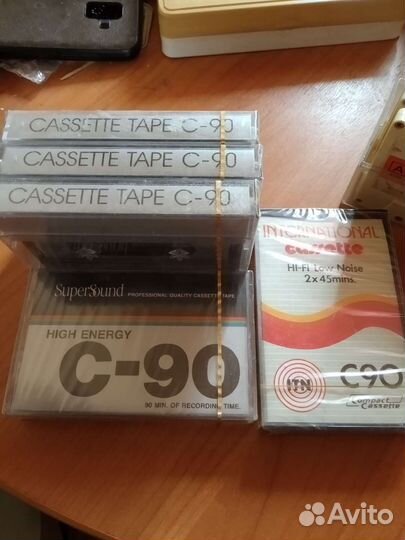 CASSETTE TAPE C-90
CASSETTE TAPE C-90
CASSETTE TAPE C-90
SuperSound PROFESSIONAL QUALITY CASSETTE TAPE
HIGH ENERGY
C-90
90 MIN. OF RECORDING TIME.
INTERNATIONAL
cassette
Hi-Fi Low Noise
2x45mins.
ITN
C90
Compact
Cassette
A
Avito